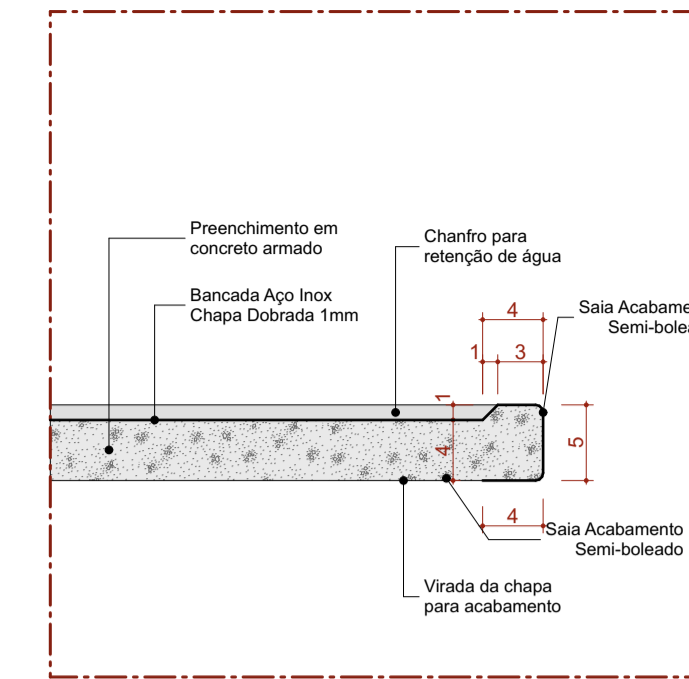 Preenchimento em
concreto armado
Chanfro para
retenção de água
Bancada Aço Inox
Chapa Dobrada 1mm
4
1
3
1
4
5
4
Saia Acabamento
Semi-boleado
Virada da chapa
para acabamento